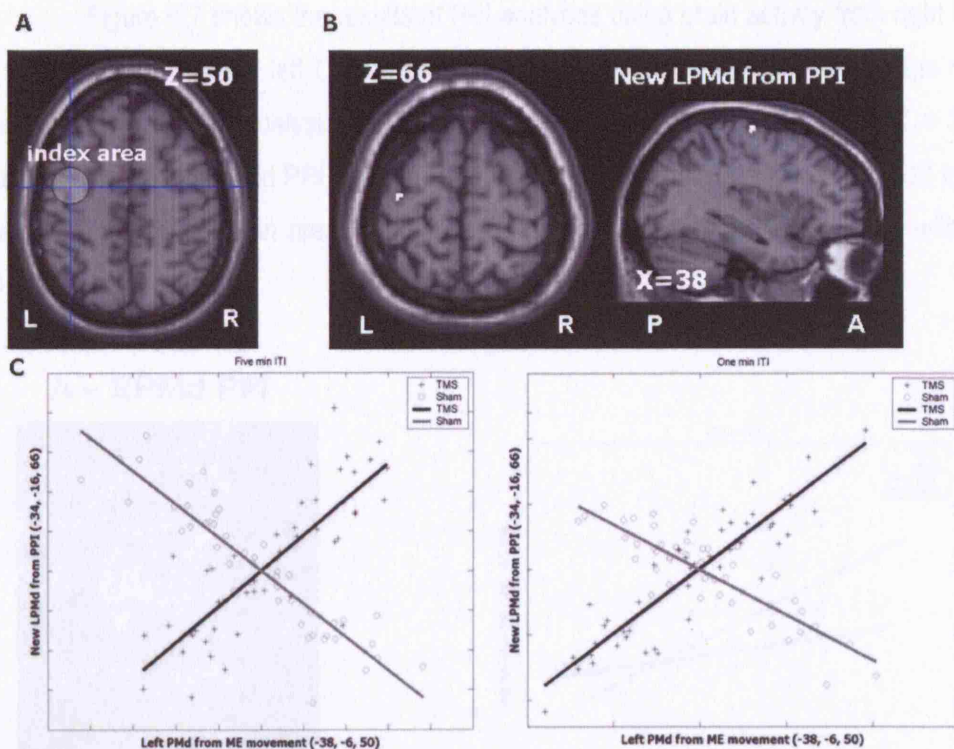 A
B
Z=50
Z=66
New LPMd from PPI
index area
X=38
L
R
L
R
P
A
C
Five min ITI
One min ITI
TMS
Sham
TMS
Sham
TMS
Sham
TMS
Sham
New LPMd from PPI (-34, -16, 66)
New LPMd from PPI (-34, -16, 66)
Left PMd from ME movement (-38, -6, 50)
Left PMd from ME movement (-38, -6, 50)